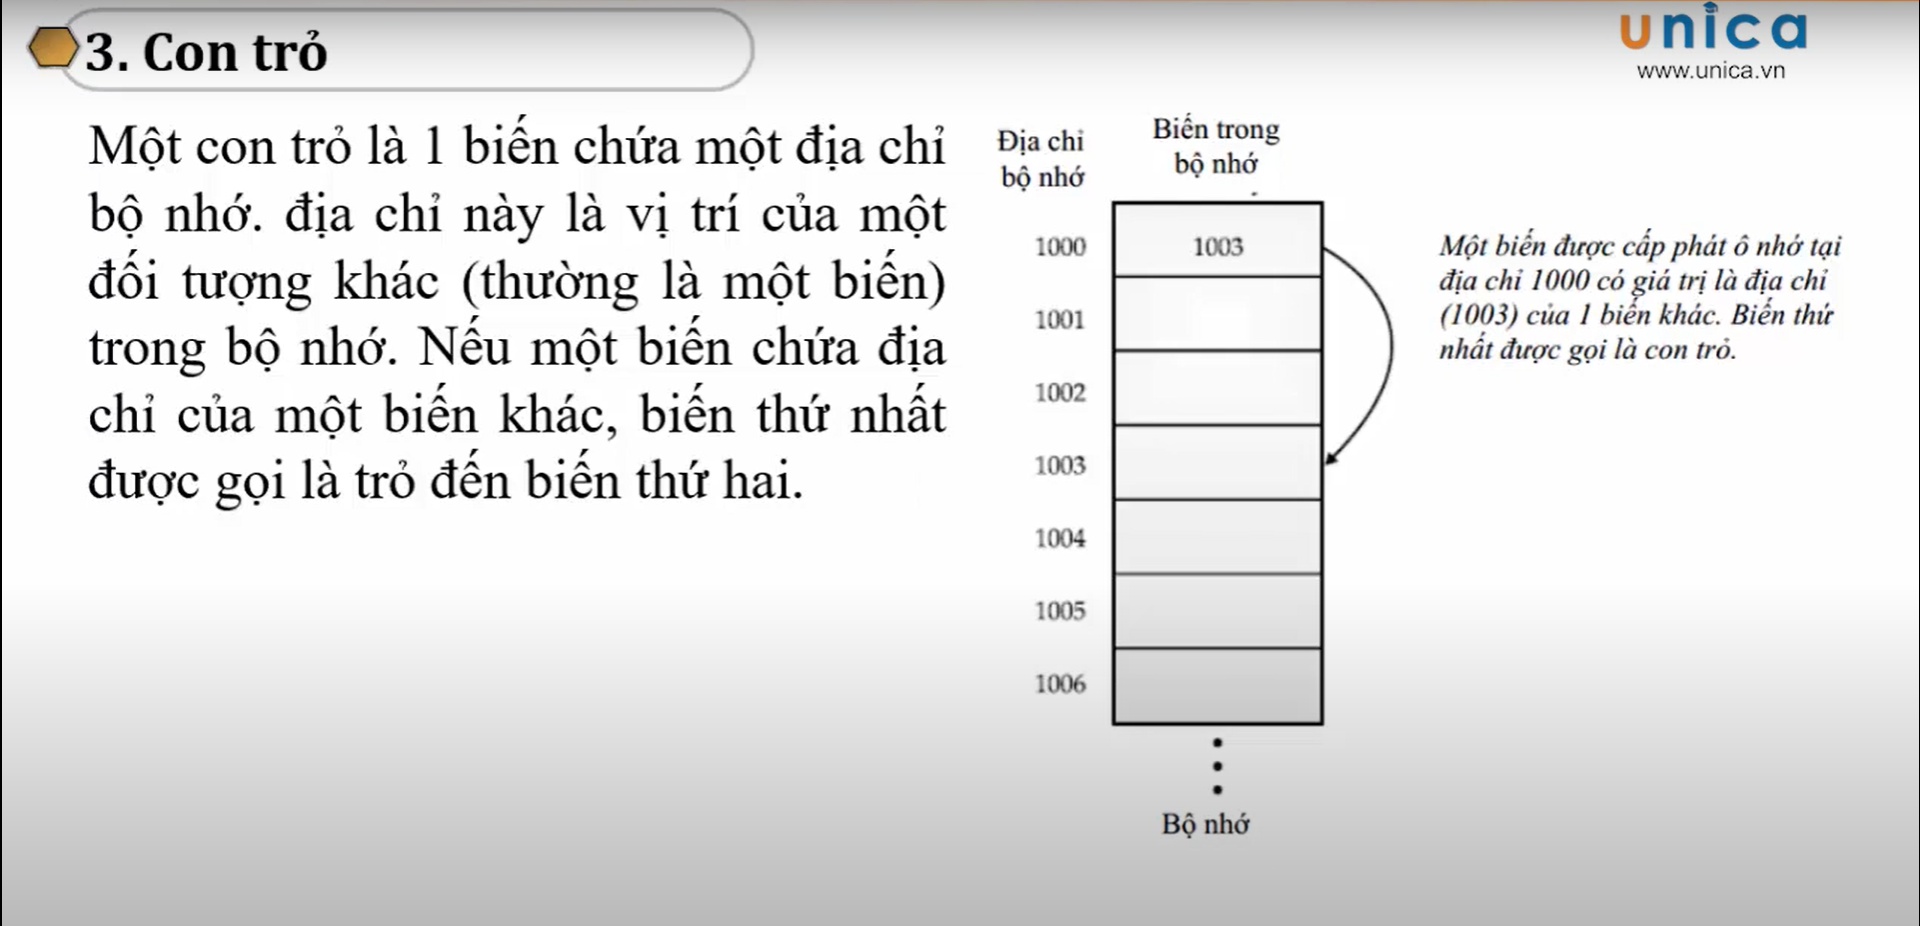 3. Con trỏ
unica
www.unica.vn
Một con trỏ là 1 biến chứa một địa chỉ
bộ nhớ. địa chỉ này là vị trí của một
đối tượng khác (thường là một biến)
trong bộ nhớ. Nếu một biến chứa địa
chỉ của một biến khác, biến thứ nhất
được gọi là trỏ đến biến thứ hai.
Địa chỉ
bộ nhớ
Biến trong
bộ nhớ
1000
1003
1001
1002
1003
1004
1005
1006
Bộ nhớ
Một biến được cấp phát ô nhớ tại
địa chỉ 1000 có giá trị là địa chỉ
(1003) của 1 biến khác. Biến thứ
nhất được gọi là con trỏ.